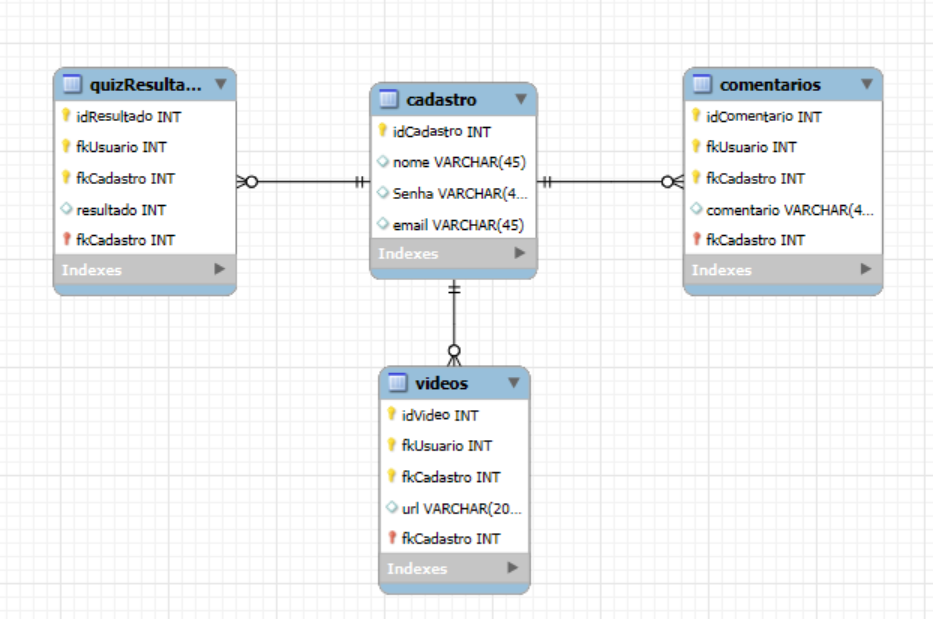 quizResulta...
idResultado INT
fkUsuario INT
fkCadastro INT
resultado INT
fkCadastro INT
Indexes
cadastro
idCadastro INT
nome VARCHAR(45)
Senha VARCHAR(4...
email VARCHAR(45)
Indexes
comentarios
idComentario INT
fkUsuario INT
fkCadastro INT
comentario VARCHAR(4...
fkCadastro INT
Indexes
videos
idVideo INT
fkUsuario INT
fkCadastro INT
url VARCHAR(20...
fkCadastro INT
Indexes